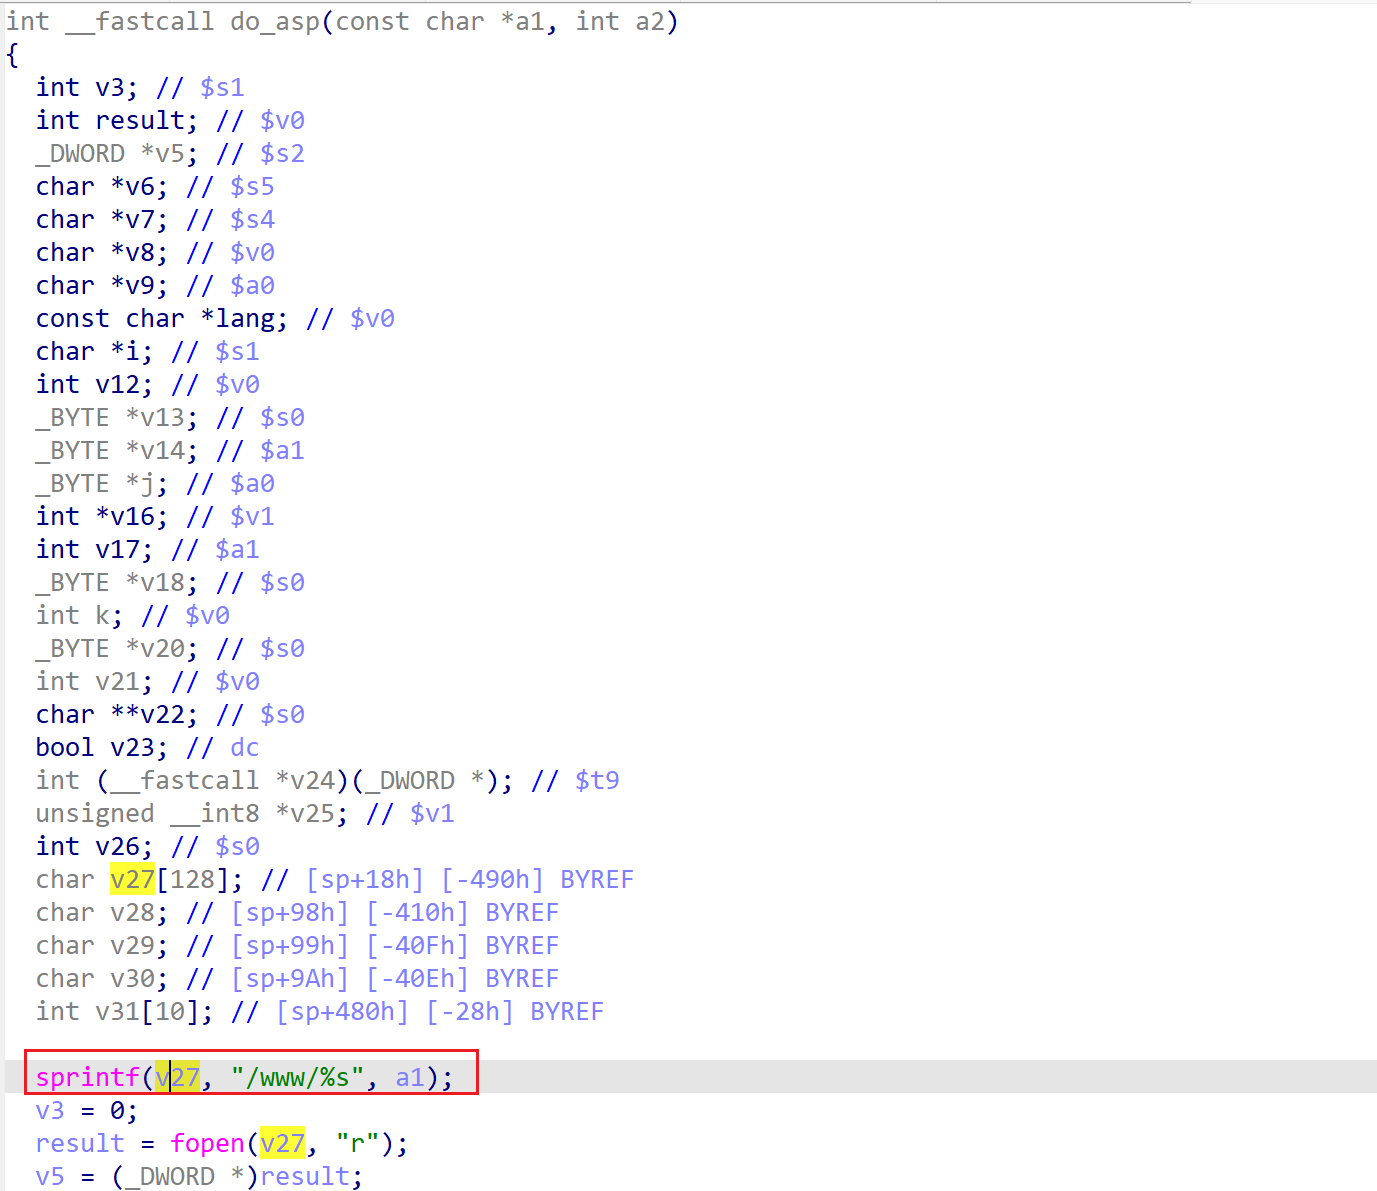 int __fastcall do_asp(const char *a1, int a2)
{
  int v3; // $s1
  int result; // $v0
  _DWORD *v5; // $s2
  char *v6; // $s5
  char *v7; // $s4
  char *v8; // $v0
  char *v9; // $a0
  const char *lang; // $v0
  char *i; // $s1
  int v12; // $v0
  _BYTE *v13; // $s0
  _BYTE *v14; // $a1
  _BYTE *j; // $a0
  int *v16; // $v1
  int v17; // $a1
  _BYTE *v18; // $s0
  int k; // $v0
  _BYTE *v20; // $s0
  int v21; // $v0
  char **v22; // $s0
  bool v23; // dc
  int (__fastcall *v24)(_DWORD *); // $t9
  unsigned __int8 *v25; // $v1
  int v26; // $s0
  char v27[128]; // [sp+18h] [-490h] BYREF
  char v28; // [sp+98h] [-410h] BYREF
  char v29; // [sp+99h] [-40Fh] BYREF
  char v30; // [sp+9Ah] [-40Eh] BYREF
  int v31[10]; // [sp+480h] [-28h] BYREF
  sprintf(v27, "/www/%s", a1);
  v3 = 0;
  result = fopen(v27, "r");
  v5 = (_DWORD *)result;